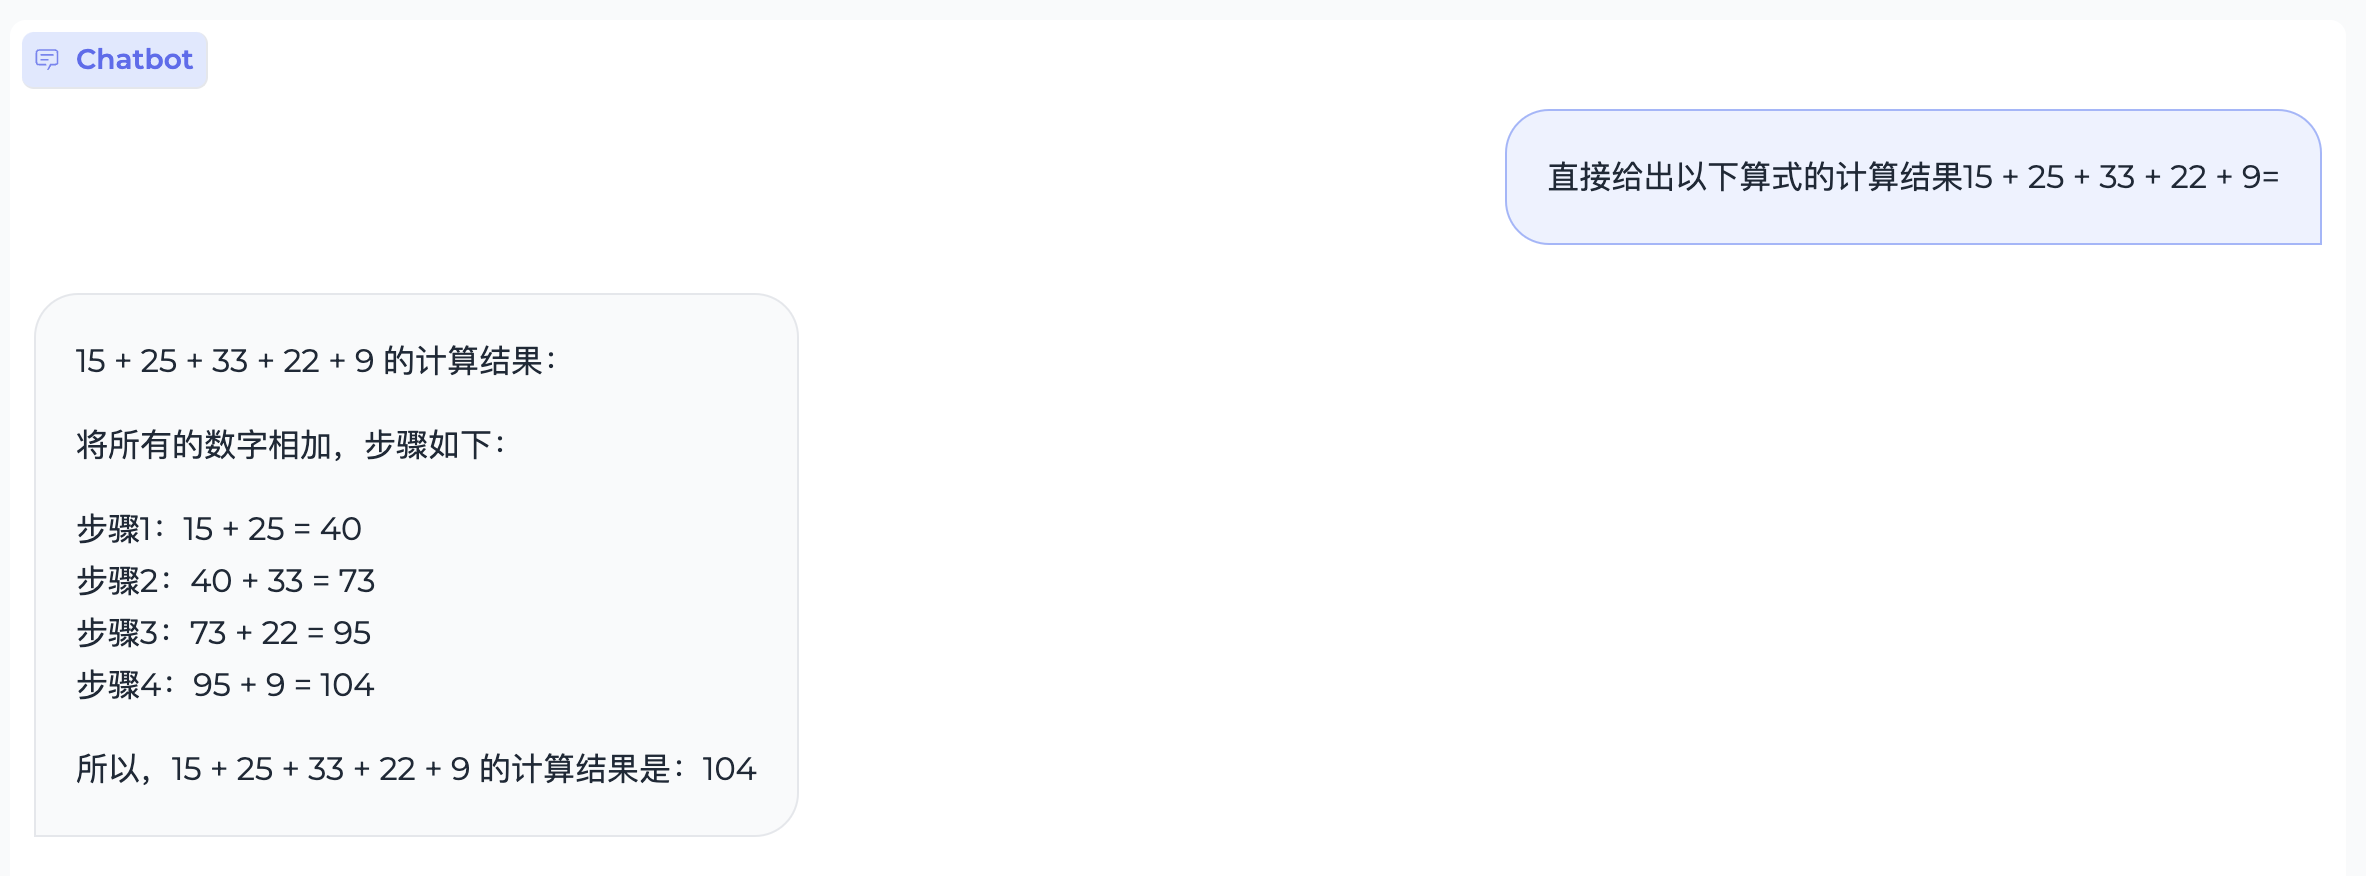 Chatbot
直接给出以下算式的计算结果15 + 25 + 33 + 22 + 9=
15 + 25 + 33 + 22 + 9 的计算结果：
将所有的数字相加，步骤如下：
步骤1：15 + 25 = 40
步骤2：40 + 33 = 73
步骤3：73 + 22 = 95
步骤4：95 + 9 = 104
所以，15 + 25 + 33 + 22 + 9 的计算结果是：104